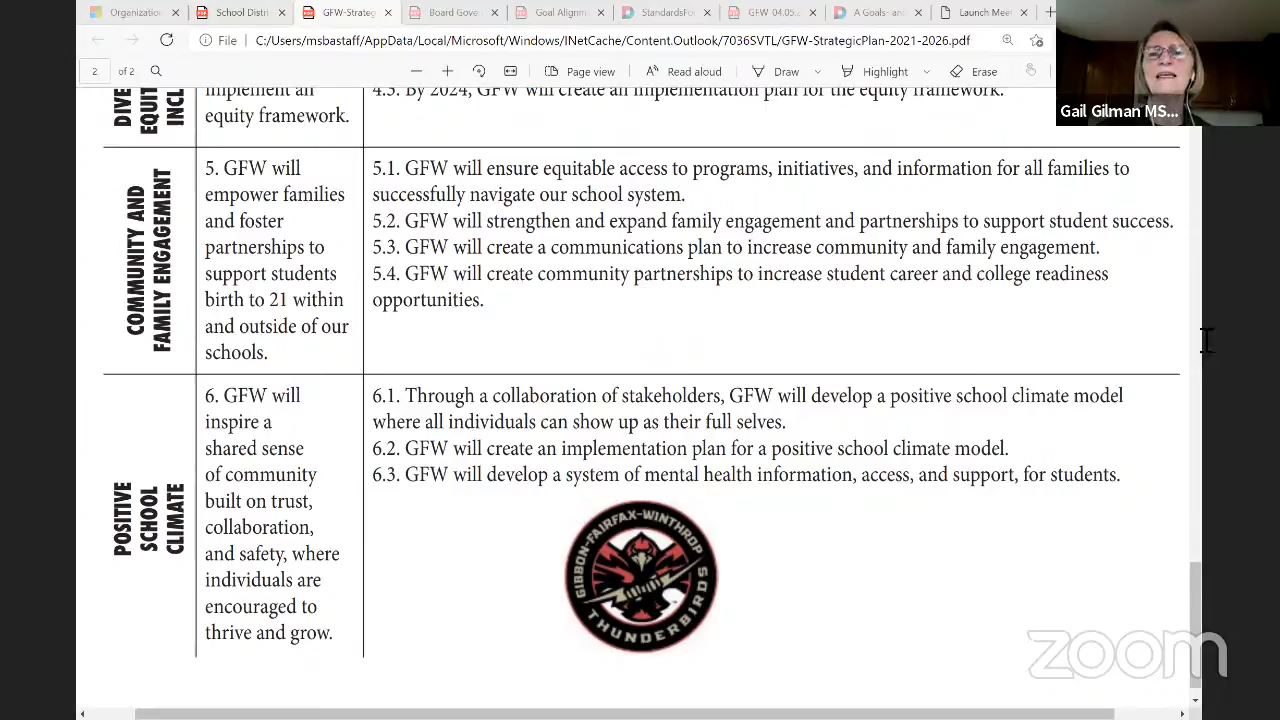 Organization
School Distri
GFW-Strateg
Board Gover
Goal Alignm
StandardsFo
GFW 04.05.
A Goals- and
Launch Meet
File C:/Users/msbastaff/AppData/Local/Microsoft/Windows/INetCache/Content.Outlook/7036SVTL/GFW-StrategicPlan-2021-2026.pdf
2 of 2 Page view Read aloud Draw Highlight Erase
Gail Gilman MS...
DIVE
EQUIT
INCL
implement an
equity framework.
4.3. By 2024, GFW will create an implementation plan for the equity framework.
COMMUNITY AND
FAMILY ENGAGEMENT
5. GFW will
empower families
and foster
partnerships to
support students
birth to 21 within
and outside of our
schools.
5.1. GFW will ensure equitable access to programs, initiatives, and information for all families to
successfully navigate our school system.
5.2. GFW will strengthen and expand family engagement and partnerships to support student success.
5.3. GFW will create a communications plan to increase community and family engagement.
5.4. GFW will create community partnerships to increase student career and college readiness
opportunities.
POSITIVE
SCHOOL
CLIMATE
6. GFW will
inspire a
shared sense
of community
built on trust,
collaboration,
and safety, where
individuals are
encouraged to
thrive and grow.
6.1. Through a collaboration of stakeholders, GFW will develop a positive school climate model
where all individuals can show up as their full selves.
6.2. GFW will create an implementation plan for a positive school climate model.
6.3. GFW will develop a system of mental health information, access, and support, for students.
GIBBON-FAIRFAX-WINTHROP
THUNDERBIRDS
zoom